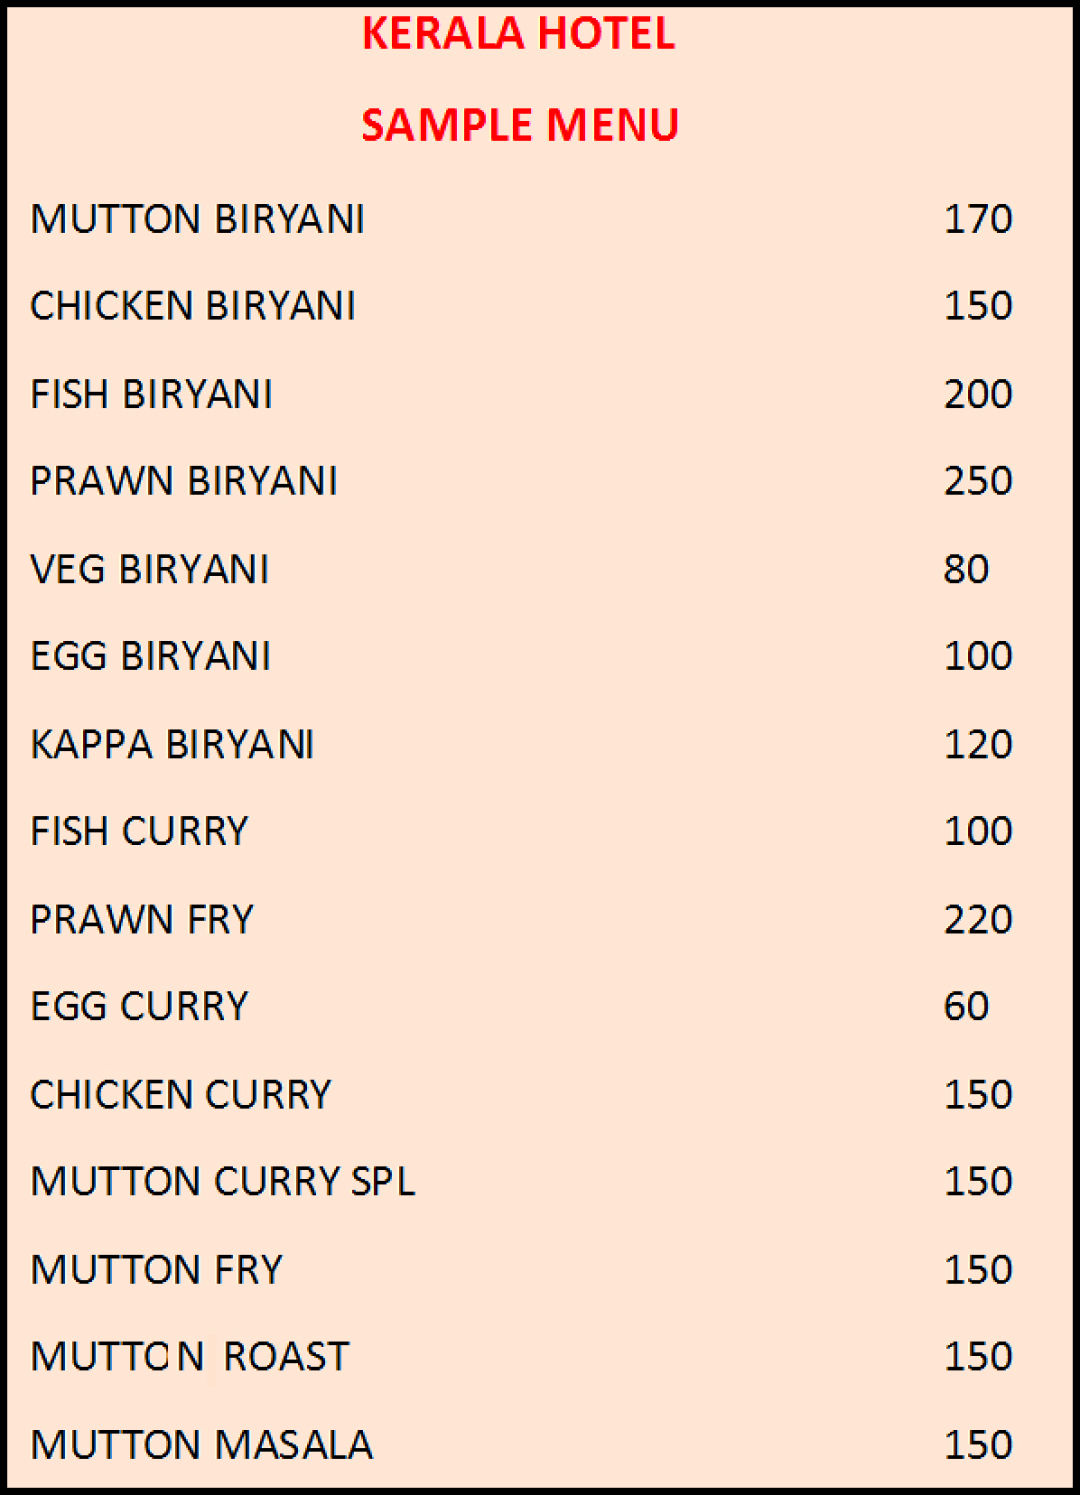 KERALA HOTEL
SAMPLE MENU
MUTTON BIRYANI 170
CHICKEN BIRYANI 150
FISH BIRYANI 200
PRAWN BIRYANI 250
VEG BIRYANI 80
EGG BIRYANI 100
KAPPA BIRYANI 120
FISH CURRY 100
PRAWN FRY 220
EGG CURRY 60
CHICKEN CURRY 150
MUTTON CURRY SPL 150
MUTTON FRY 150
MUTTON ROAST 150
MUTTON MASALA 150